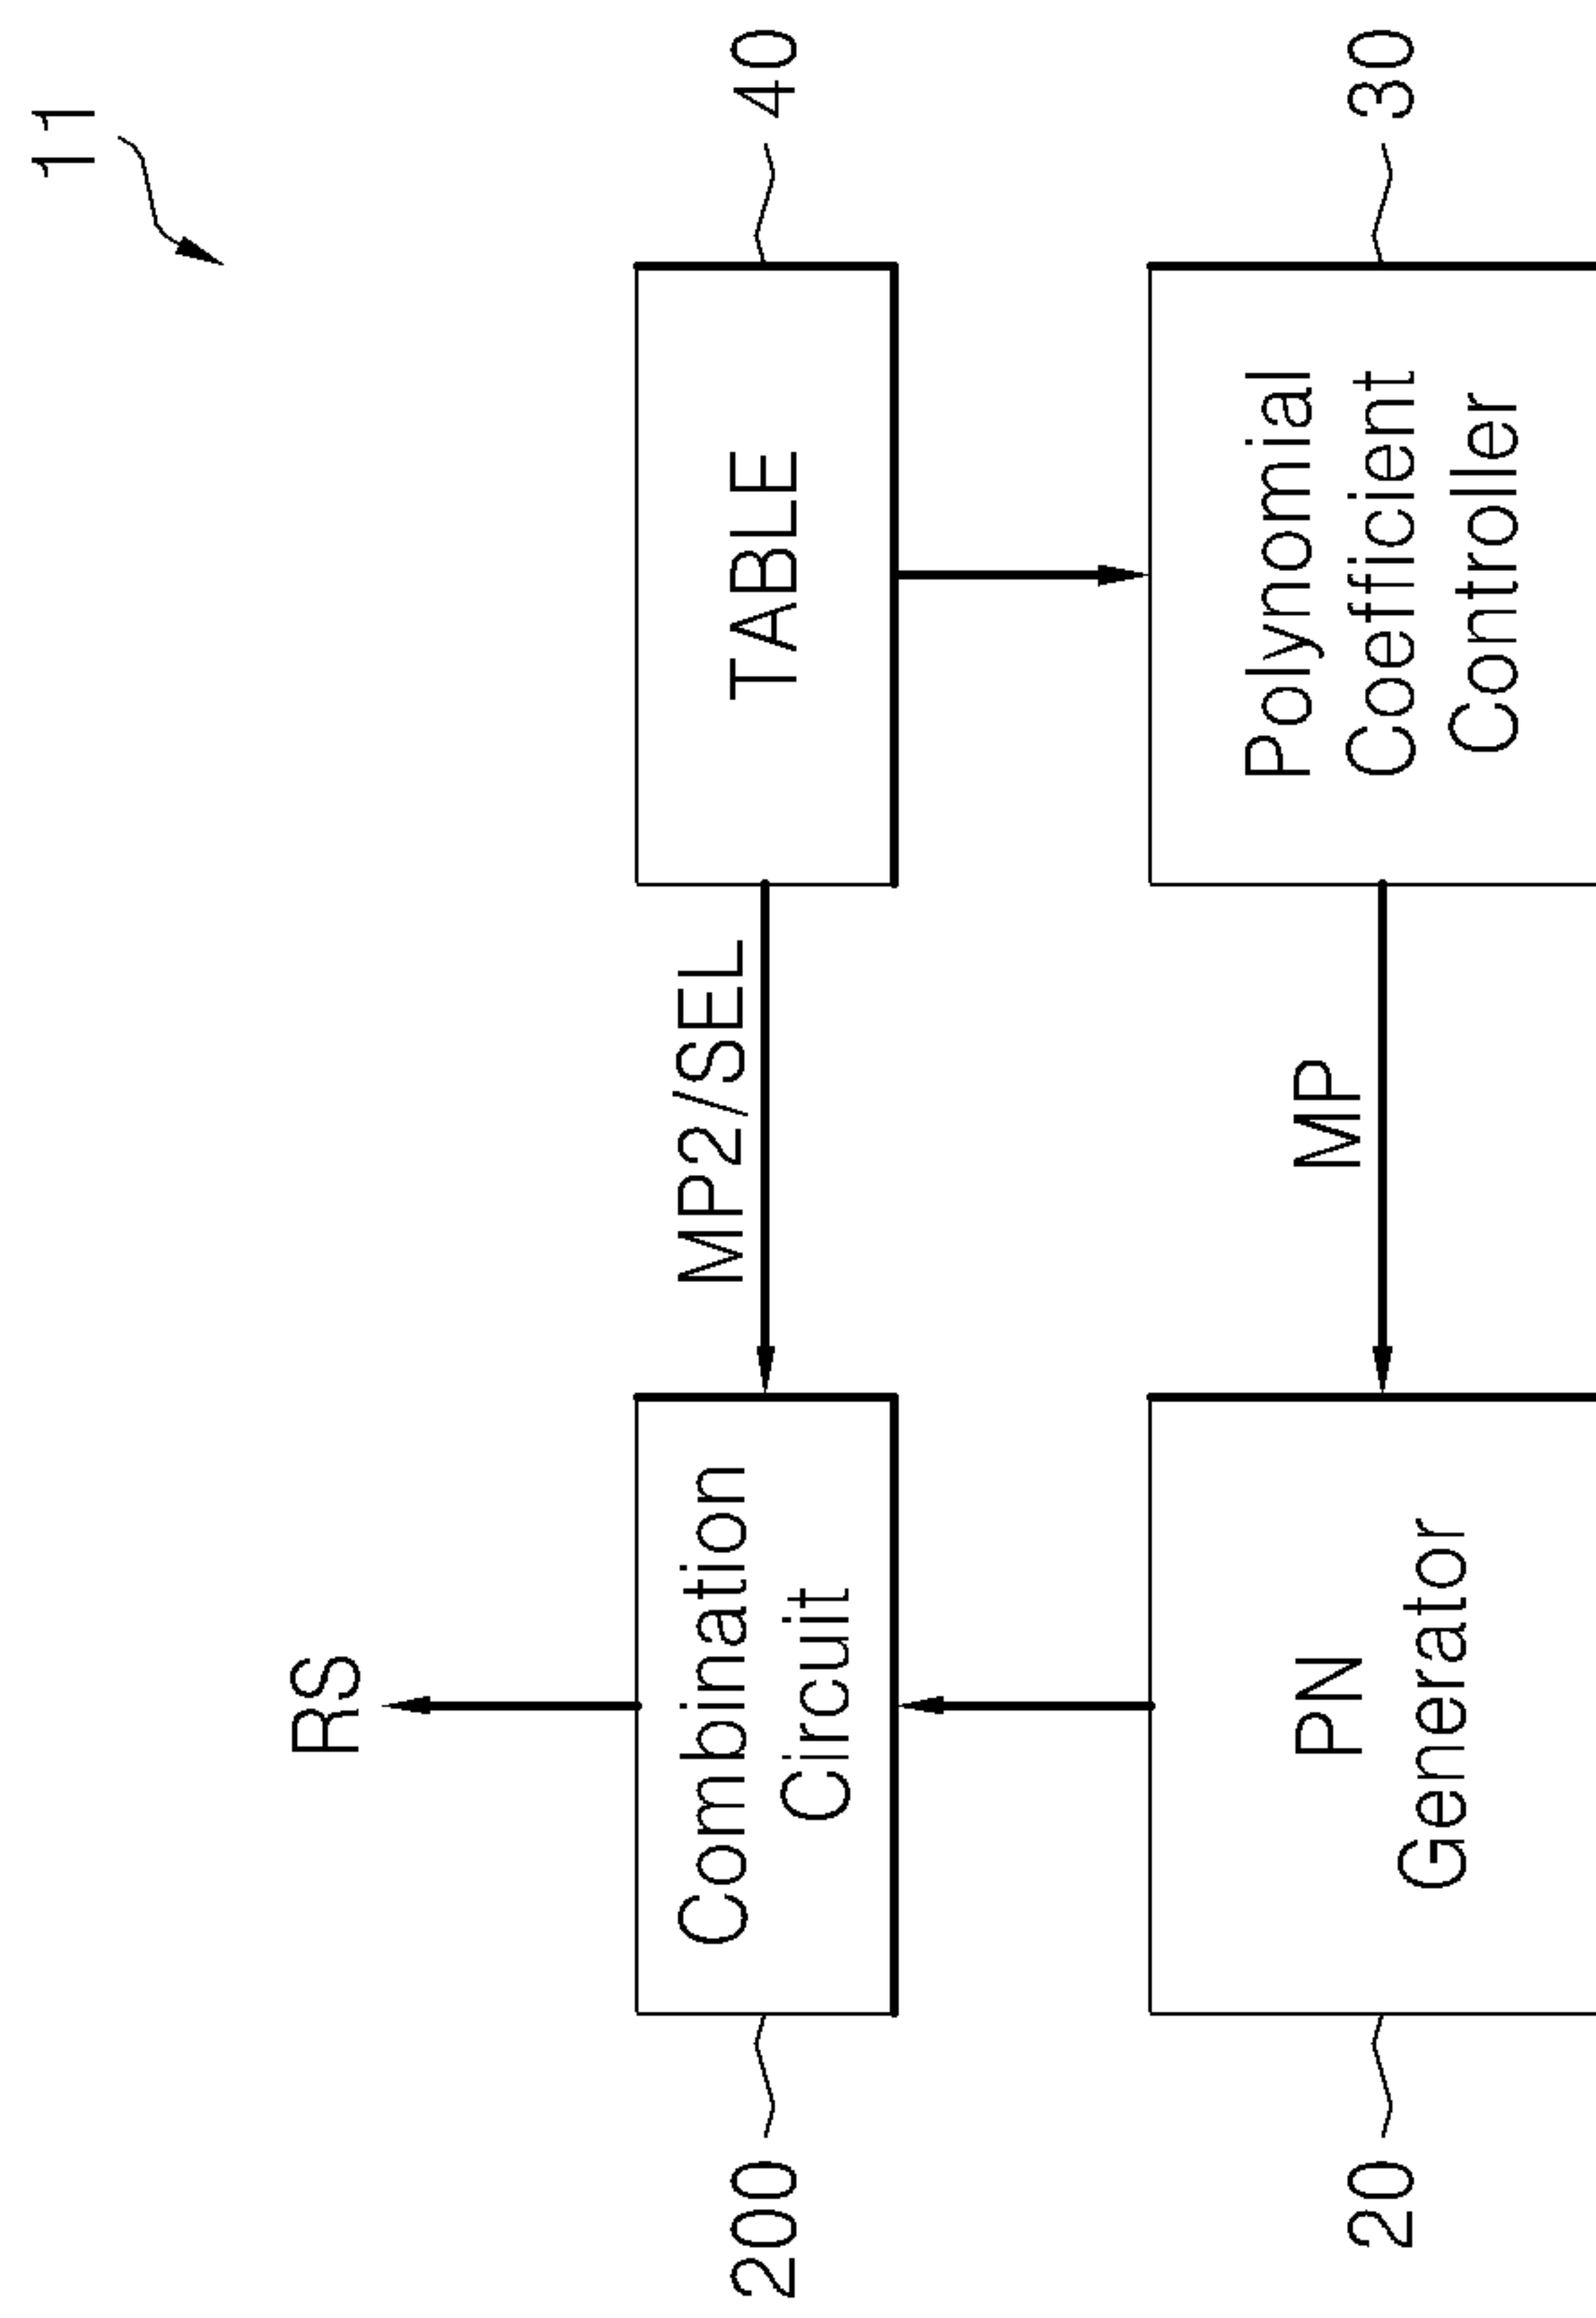 11
RS
200
Combination
Circuit
MP2/SEL
TABLE
40
20
PN
Generator
MP
Polynomial
Coefficient
Controller
30